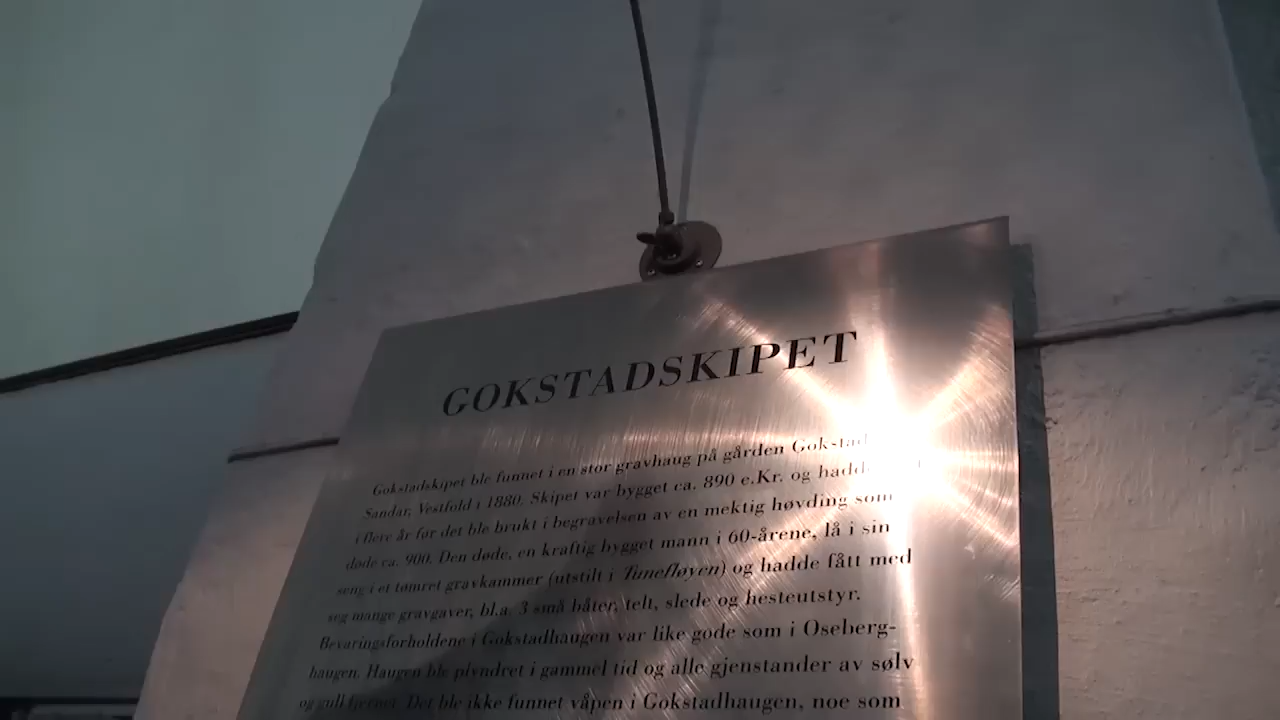 GOKSTADSKIPET
Gokstadskipet ble funnet i en stor gravhaug på gården Gokstad
Sandar, Vestfold i 1880. Skipet var bygget ca. 890 e.Kr. og hadde
i flere år før det ble brukt i begravelsen av en mektig høvding som
døde ca. 900. Den døde, en kraftig bygget mann i 60-årene, lå i sin
seng i et tømret gravkammer (utstilt i Tunefløyen) og hadde fått med
seg mange gravgaver, bl.a. 3 små båter, telt, slede og hesteutstyr.
Bevaringsforholdene i Gokstadhaugen var like gode som i Oseberg-
haugen. Haugen ble plyndret i gammel tid og alle gjenstander av sølv
og gull fjernet. Det ble ikke funnet våpen i Gokstadhaugen, noe som